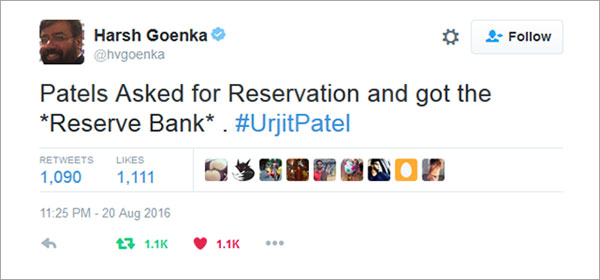 Harsh Goenka
@hvgoenka
Follow
Patels Asked for Reservation and got the
*Reserve Bank* . #UrjitPatel
RETWEETS LIKES
1,090 1,111
11:25 PM - 20 Aug 2016
1.1K 1.1K